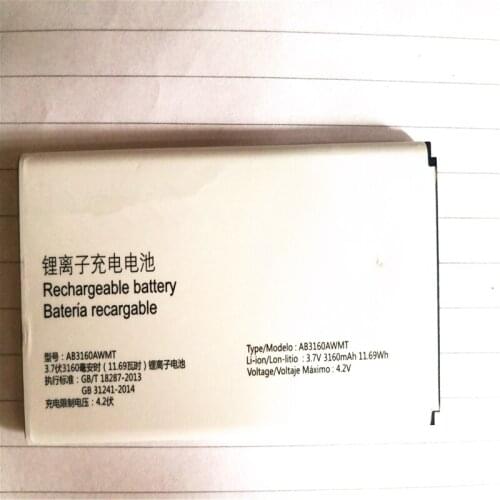 锂离子充电电池
Rechargeable battery
Bateria recargable
型号：AB3160AWMT
3.7伏3160毫安时（11.69瓦时）锂离子电池
执行标准：GB/T 18287-2013
GB 31241-2014
充电限制电压：4.2伏
Type/Modelo : AB3160AWMT
Li-ion/Lon-litio : 3.7V 3160mAh 11.69Wh
Voltage/Voltaje Máximo : 4.2V